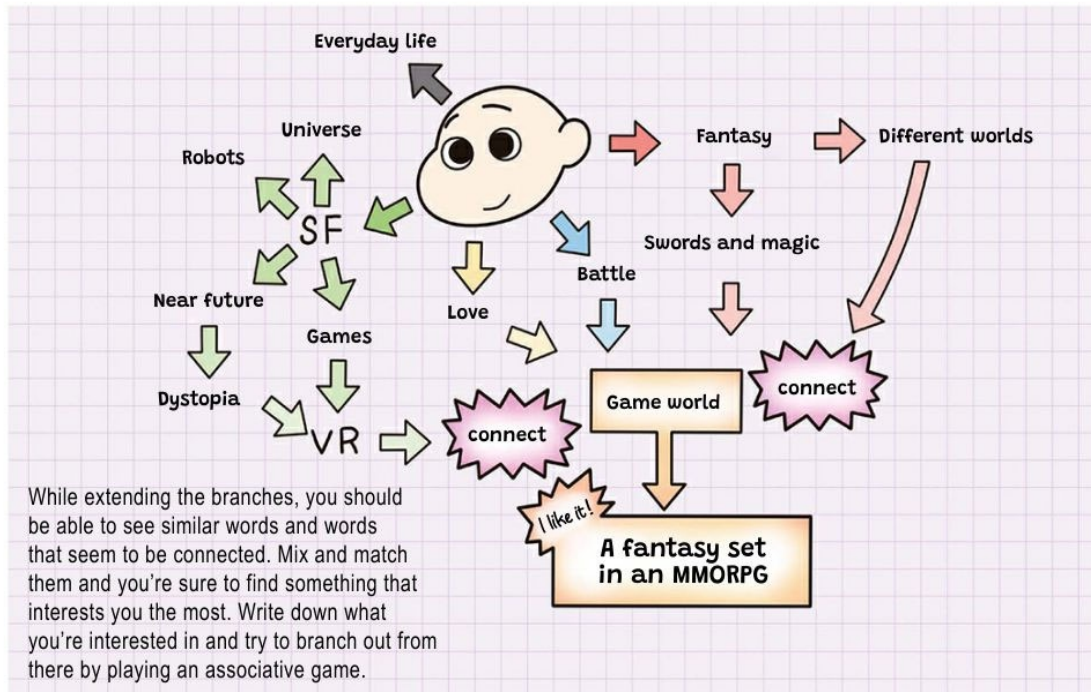 Everyday life
Universe
Robots
SF
Near future
Games
Dystopia
VR
connect
Love
Battle
Fantasy
Different worlds
Swords and magic
connect
Game world
I like it!
A fantasy set
in an MMORPG
While extending the branches, you should
be able to see similar words and words
that seem to be connected. Mix and match
them and you're sure to find something that
interests you the most. Write down what
you're interested in and try to branch out from
there by playing an associative game.